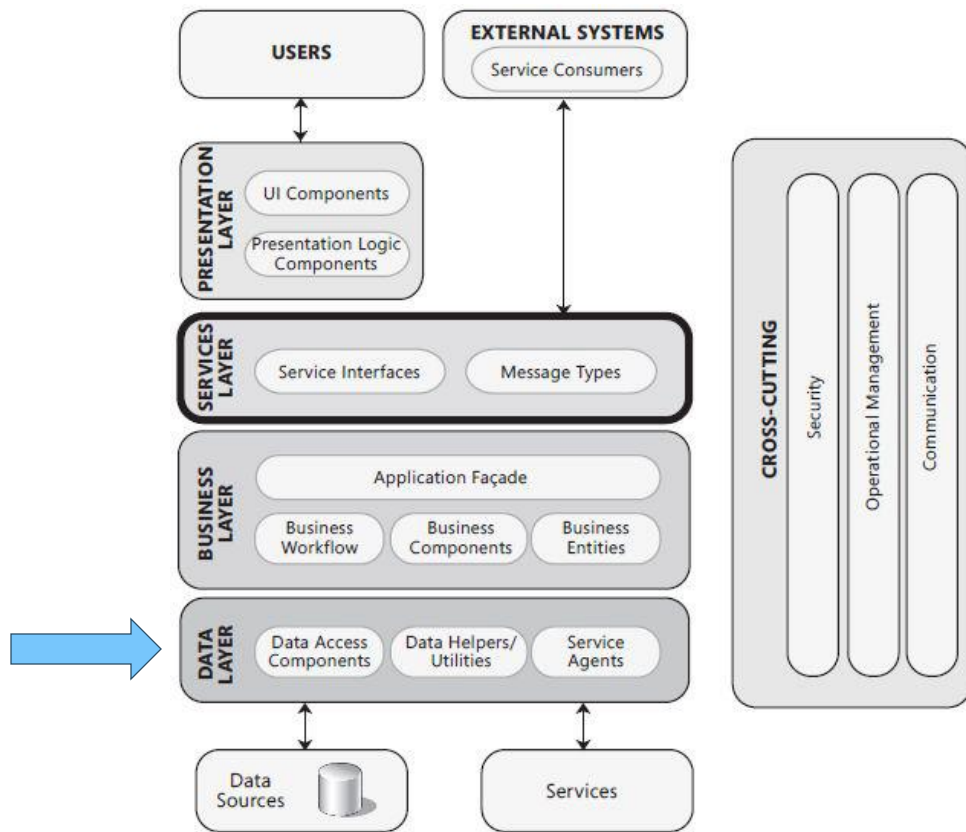 USERS
EXTERNAL SYSTEMS
Service Consumers
PRESENTATION
LAYER
UI Components
Presentation Logic
Components
SERVICES
LAYER
Service Interfaces
Message Types
BUSINESS
LAYER
Application Façade
Business
Workflow
Business
Components
Business
Entities
DATA
LAYER
Data Access
Components
Data Helpers/
Utilities
Service
Agents
Data
Sources
Services
CROSS-CUTTING
Security
Operational Management
Communication